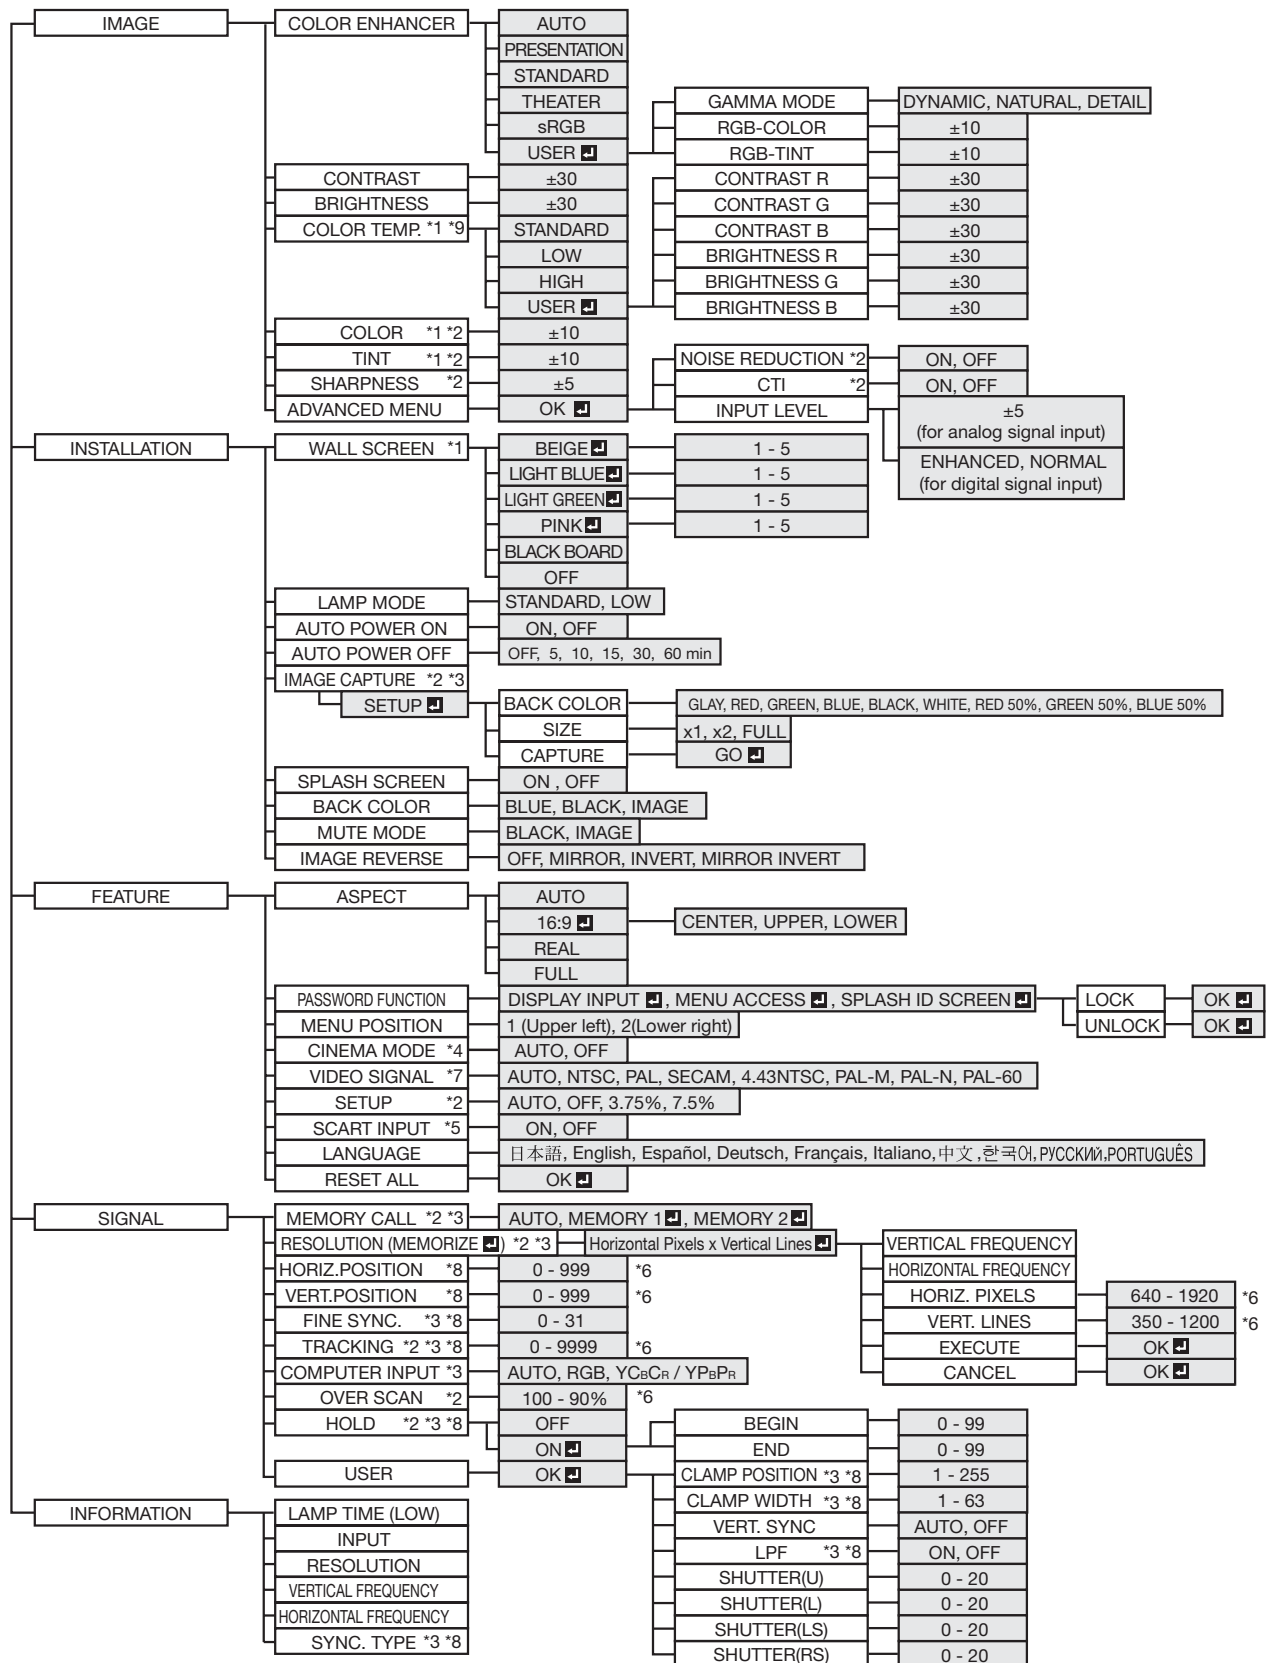 IMAGE COLOR ENHANCER AUTO
PRESENTATION
STANDARD
THEATER GAMMA MODE DYNAMIC, NATURAL, DETAIL
sRGB RGB-COLOR ±10
USER RGB-TINT ±10
CONTRAST ±30 CONTRAST R ±30
BRIGHTNESS ±30 CONTRAST G ±30
COLOR TEMP. *1 *9 STANDARD CONTRAST B ±30
LOW BRIGHTNESS R ±30
HIGH BRIGHTNESS G ±30
USER BRIGHTNESS B ±30
COLOR *1 *2 ±10
TINT *1 *2 ±10 NOISE REDUCTION *2 ON, OFF
SHARPNESS *2 ±5 CTI *2 ON, OFF
ADVANCED MENU OK INPUT LEVEL ±5
(for analog signal input)
ENHANCED, NORMAL
(for digital signal input)
INSTALLATION WALL SCREEN *1 BEIGE 1 - 5
LIGHT BLUE 1 - 5
LIGHT GREEN 1 - 5
PINK 1 - 5
BLACK BOARD
OFF
LAMP MODE STANDARD, LOW
AUTO POWER ON ON, OFF
AUTO POWER OFF OFF, 5, 10, 15, 30, 60 min
IMAGE CAPTURE *2 *3
SETUP BACK COLOR GLAY, RED, GREEN, BLUE, BLACK, WHITE, RED 50%, GREEN 50%, BLUE 50%
SIZE x1, x2, FULL
CAPTURE GO
SPLASH SCREEN ON , OFF
BACK COLOR BLUE, BLACK, IMAGE
MUTE MODE BLACK, IMAGE
IMAGE REVERSE OFF, MIRROR, INVERT, MIRROR INVERT
FEATURE ASPECT AUTO
16:9 CENTER, UPPER, LOWER
REAL
FULL
PASSWORD FUNCTION DISPLAY INPUT , MENU ACCESS , SPLASH ID SCREEN LOCK OK
MENU POSITION 1 (Upper left), 2(Lower right) UNLOCK OK
CINEMA MODE *4 AUTO, OFF
VIDEO SIGNAL *7 AUTO, NTSC, PAL, SECAM, 4.43NTSC, PAL-M, PAL-N, PAL-60
SETUP *2 AUTO, OFF, 3.75%, 7.5%
SCART INPUT *5 ON, OFF
LANGUAGE 日本語, English, Español, Deutsch, Français, Italiano, 中文 ,한국어, РУССКИЙ,PORTUGUÊS
RESET ALL OK
SIGNAL MEMORY CALL *2 *3 AUTO, MEMORY 1 , MEMORY 2
RESOLUTION (MEMORIZE ) *2 *3 Horizontal Pixels x Vertical Lines VERTICAL FREQUENCY
HORIZ.POSITION *8 0 - 999 *6 HORIZONTAL FREQUENCY
VERT.POSITION *8 0 - 999 *6 HORIZ. PIXELS 640 - 1920 *6
FINE SYNC. *3 *8 0 - 31 VERT. LINES 350 - 1200 *6
TRACKING *2 *3 *8 0 - 9999 *6 EXECUTE OK
COMPUTER INPUT *3 AUTO, RGB, YCBCR / YPBPR CANCEL OK
OVER SCAN *2 100 - 90% *6
HOLD *2 *3 *8 OFF BEGIN 0 - 99
ON END 0 - 99
USER OK CLAMP POSITION *3 *8 1 - 255
CLAMP WIDTH *3 *8 1 - 63
INFORMATION LAMP TIME (LOW) VERT. SYNC AUTO, OFF
INPUT LPF *3 *8 ON, OFF
RESOLUTION SHUTTER(U) 0 - 20
VERTICAL FREQUENCY SHUTTER(L) 0 - 20
HORIZONTAL FREQUENCY SHUTTER(LS) 0 - 20
SYNC. TYPE *3 *8 SHUTTER(RS) 0 - 20